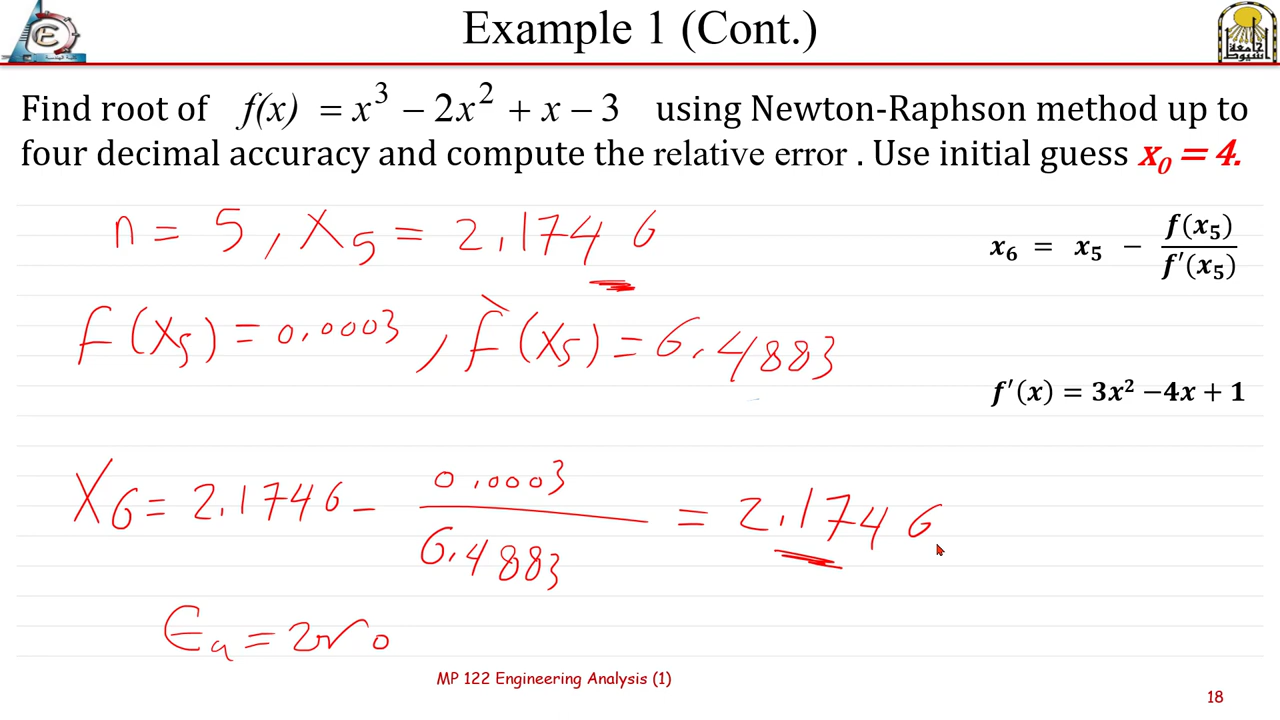 Example 1 (Cont.)
Find root of f(x) = x³ − 2x² + x − 3 using Newton-Raphson method up to
four decimal accuracy and compute the relative error . Use initial guess x₀ = 4.
n = 5 , x₅ = 2.1746
x₆ = x₅ − f(x₅) / f′(x₅)
f(x₅) = 0.0003 , f′(x₅) = 6.4883
f′(x) = 3x² −4x + 1
x₆ = 2.1746 − 0.0003 / 6.4883 = 2.1746
ϵₐ = zero
MP 122 Engineering Analysis (1)
18